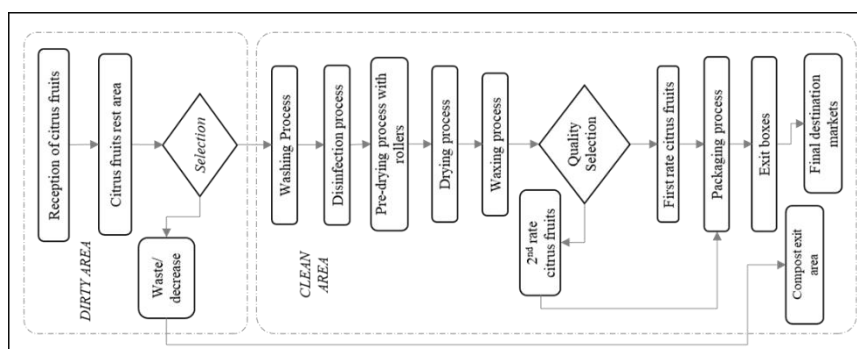 Reception of citrus fruits
Citrus fruits rest area
Selection
Waste/
decrease
DIRTY AREA
Washing Process
Disinfection process
Pre-drying process with
rollers
Drying process
Waxing process
Quality
Selection
2nd rate
citrus fruits
First rate citrus fruits
Packaging process
Exit boxes
Final destination
markets
Compost exit
area
CLEAN
AREA